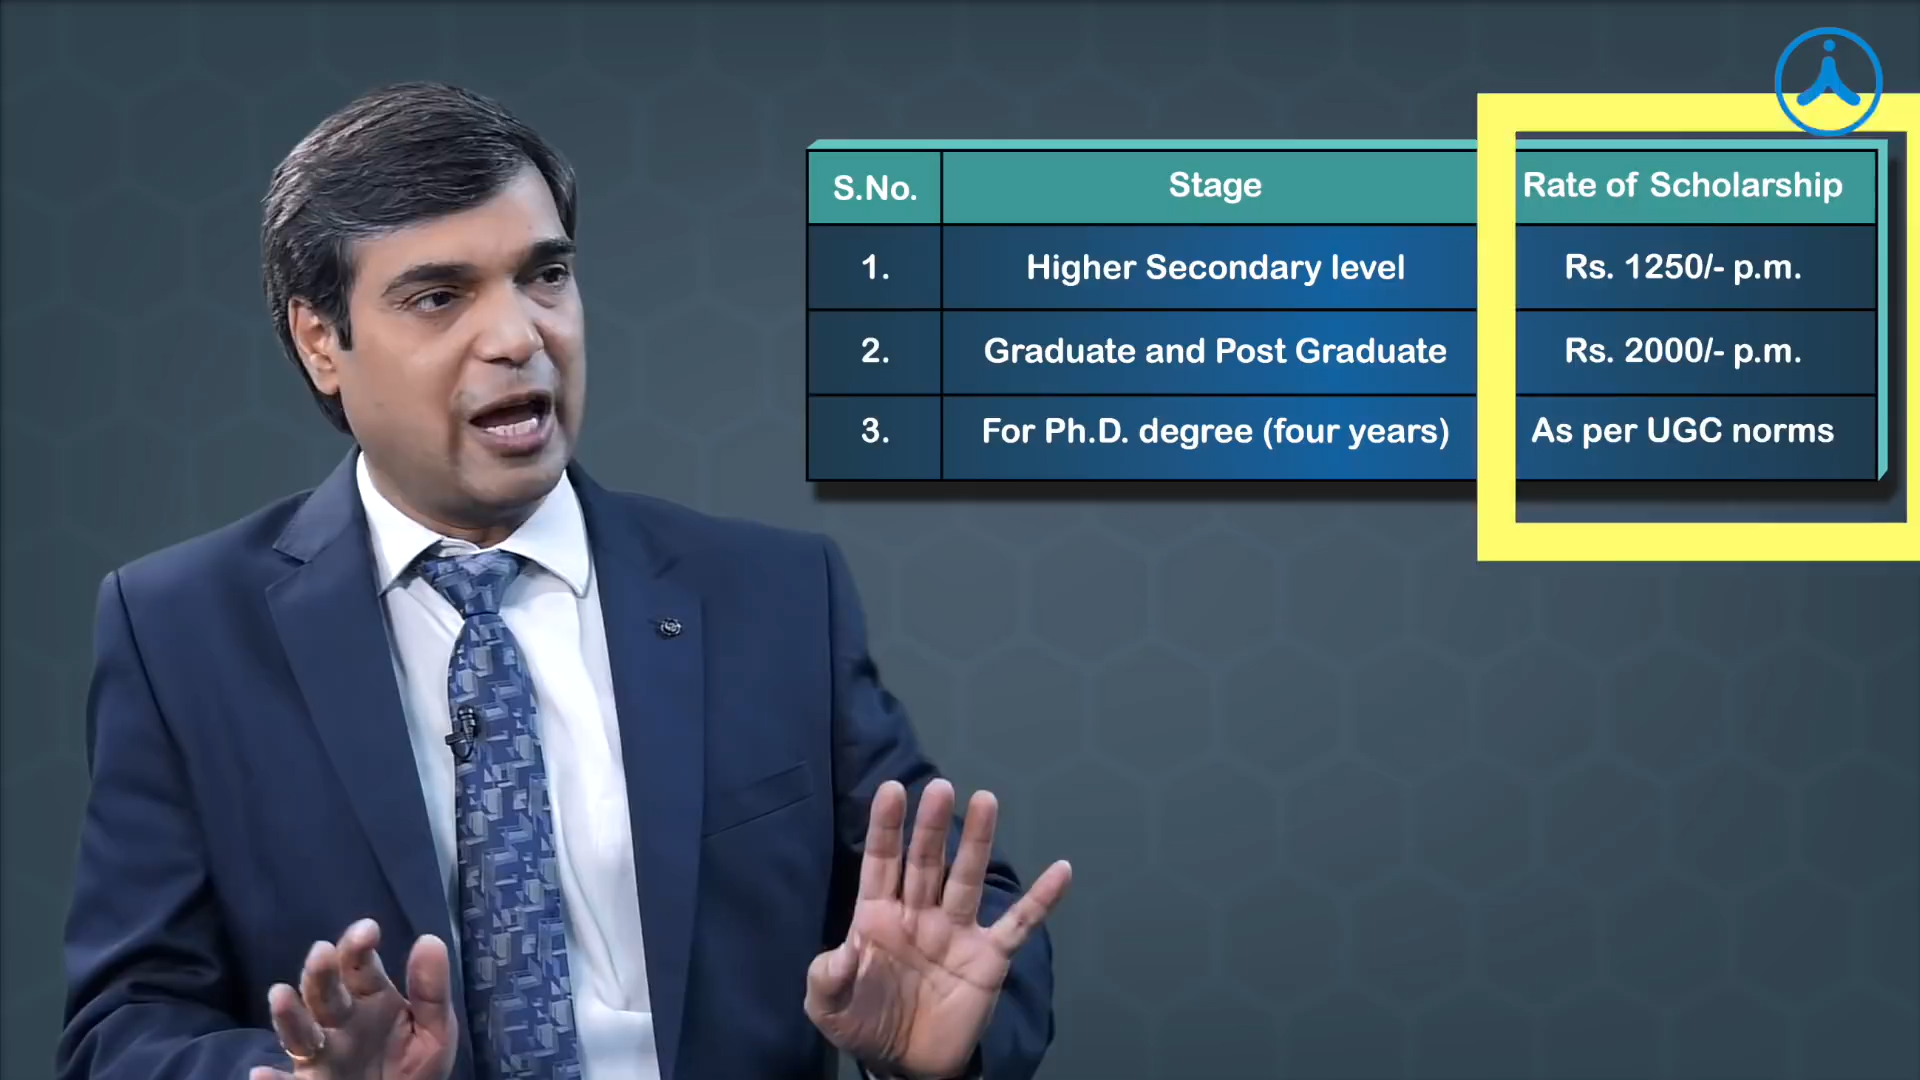 S.No. Stage Rate of Scholarship
1. Higher Secondary level Rs. 1250/- p.m.
2. Graduate and Post Graduate Rs. 2000/- p.m.
3. For Ph.D. degree (four years) As per UGC norms